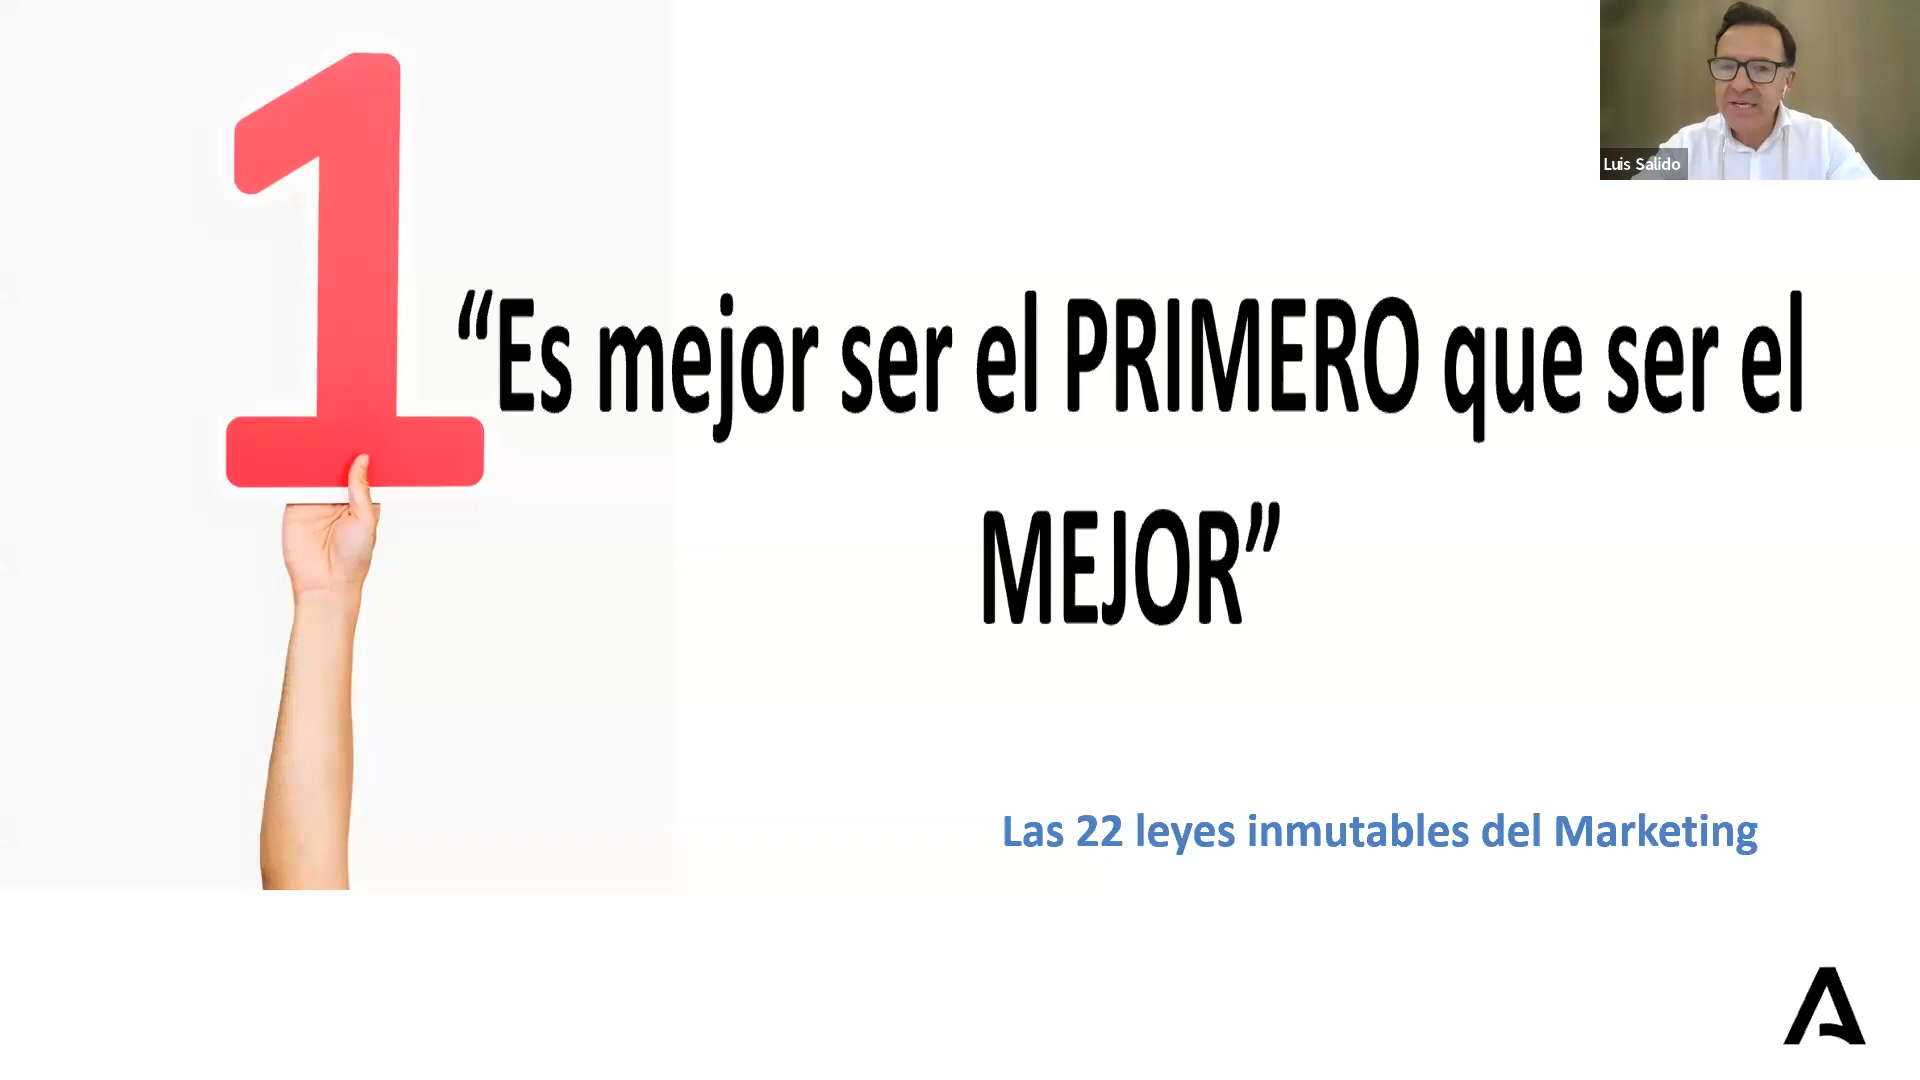 1
Luis Salido
“Es mejor ser el PRIMERO que ser el
MEJOR”
Las 22 leyes inmutables del Marketing